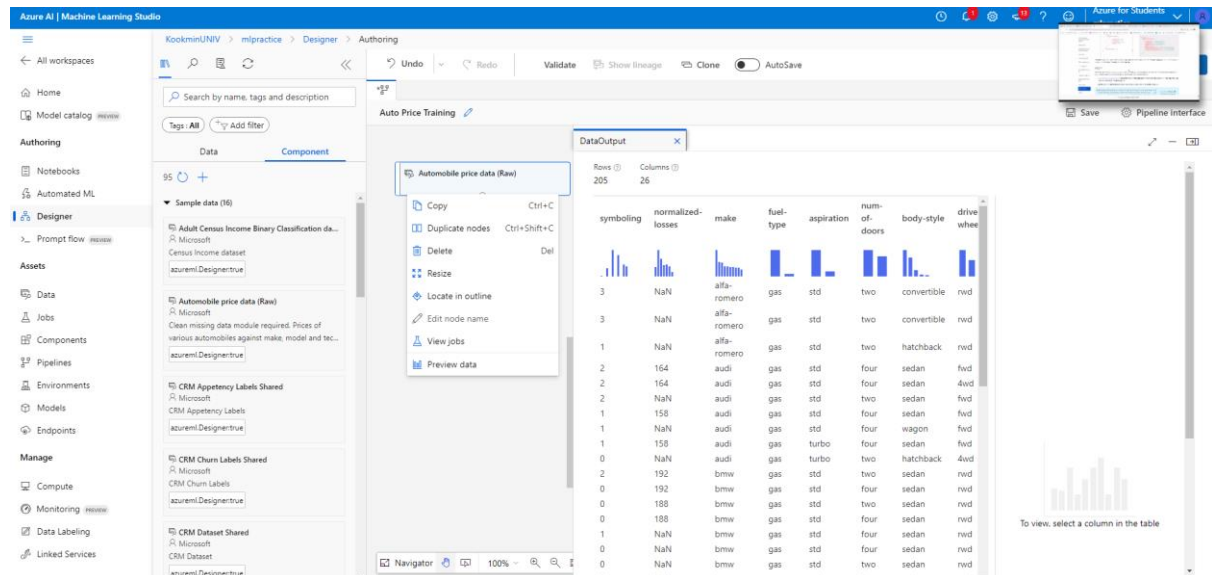 Azure AI | Machine Learning Studio
Azure for Students
KookminUNIV > mlpractice > Designer > Authoring
All workspaces
Home
Model catalog PREVIEW
Authoring
Notebooks
Automated ML
Designer
Prompt flow PREVIEW
Assets
Data
Jobs
Components
Pipelines
Environments
Models
Endpoints
Manage
Compute
Monitoring PREVIEW
Data Labeling
Linked Services
Search by name, tags and description
Tags : All Add filter
Data Component
95
Sample data (16)
Adult Census Income Binary Classification da...
Microsoft
Census Income dataset
azureml.Designer:true
Automobile price data (Raw)
Microsoft
Clean missing data module required. Prices of
various automobiles against make, model and tec...
azureml.Designer:true
CRM Appetency Labels Shared
Microsoft
CRM Appetency Labels
azureml.Designer:true
CRM Churn Labels Shared
Microsoft
CRM Churn Labels
azureml.Designer:true
CRM Dataset Shared
Microsoft
CRM Dataset
azureml.Designer:true
Undo Redo Validate Show lineage Clone AutoSave
Auto Price Training
Save Pipeline interface
Automobile price data (Raw)
Copy Ctrl+C
Duplicate nodes Ctrl+Shift+C
Delete Del
Resize
Locate in outline
Edit node name
View jobs
Preview data
Navigator 100%
DataOutput
Rows Columns
205 26
symboling normalized-losses make fuel-type aspiration num-of-doors body-style drive whee
3 NaN alfa-romero gas std two convertible rwd
3 NaN alfa-romero gas std two convertible rwd
1 NaN alfa-romero gas std two hatchback rwd
2 164 audi gas std four sedan fwd
2 164 audi gas std four sedan 4wd
2 NaN audi gas std two sedan fwd
1 158 audi gas std four sedan fwd
1 NaN audi gas std four wagon fwd
1 158 audi gas turbo four sedan fwd
0 NaN audi gas turbo two hatchback 4wd
2 192 bmw gas std two sedan rwd
0 192 bmw gas std four sedan rwd
0 188 bmw gas std two sedan rwd
0 188 bmw gas std four sedan rwd
1 NaN bmw gas std four sedan rwd
0 NaN bmw gas std four sedan rwd
0 NaN bmw gas std two sedan rwd
To view, select a column in the table